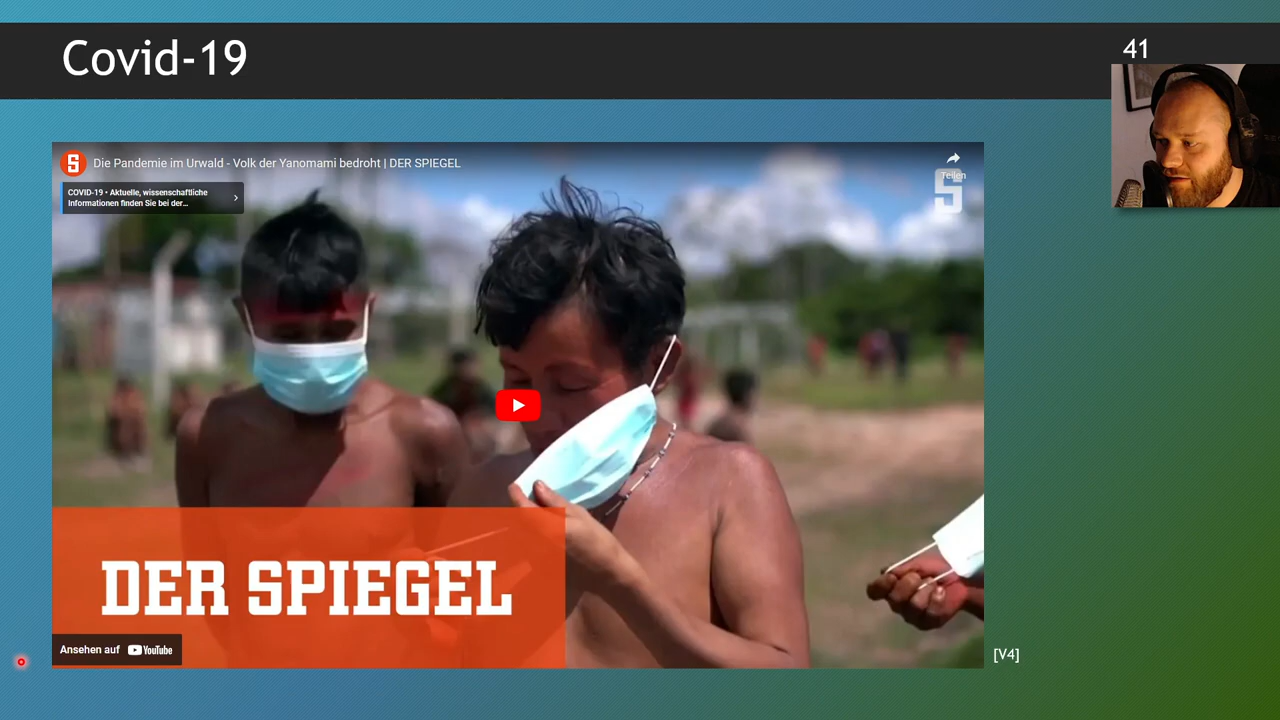 Covid-19
41
Die Pandemie im Urwald - Volk der Yanomami bedroht | DER SPIEGEL
Teilen
COVID-19 • Aktuelle, wissenschaftliche
Informationen finden Sie bei der…
S
S
DER SPIEGEL
Ansehen auf YouTube
[V4]